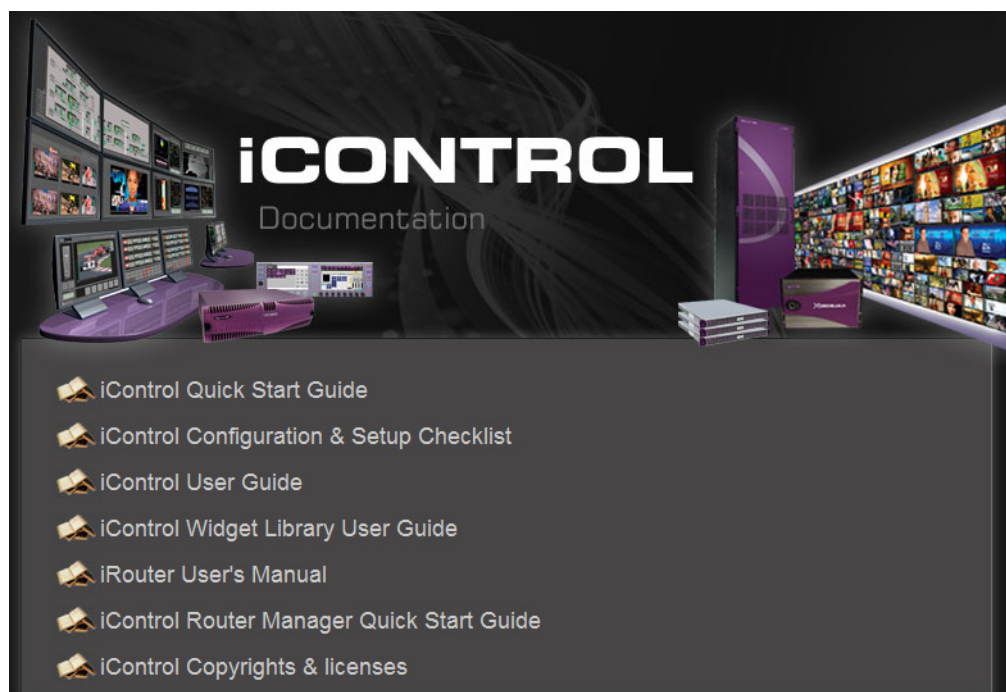 iCONTROL
Documentation
iControl Quick Start Guide
iControl Configuration & Setup Checklist
iControl User Guide
iControl Widget Library User Guide
iRouter User's Manual
iControl Router Manager Quick Start Guide
iControl Copyrights & licenses